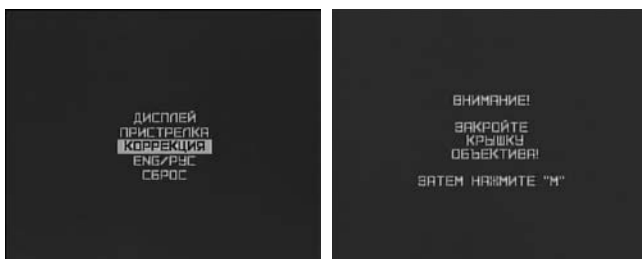 ДИСПЛЕЙ
ПРИСТРЕЛКА
КОРРЕКЦИЯ
ENG/РУС
СБРОС
ВНИМАНИЕ!
ЗАКРОЙТЕ
КРЫШКУ
ОБЪЕКТИВА!
ЗАТЕМ НАЖМИТЕ "М"